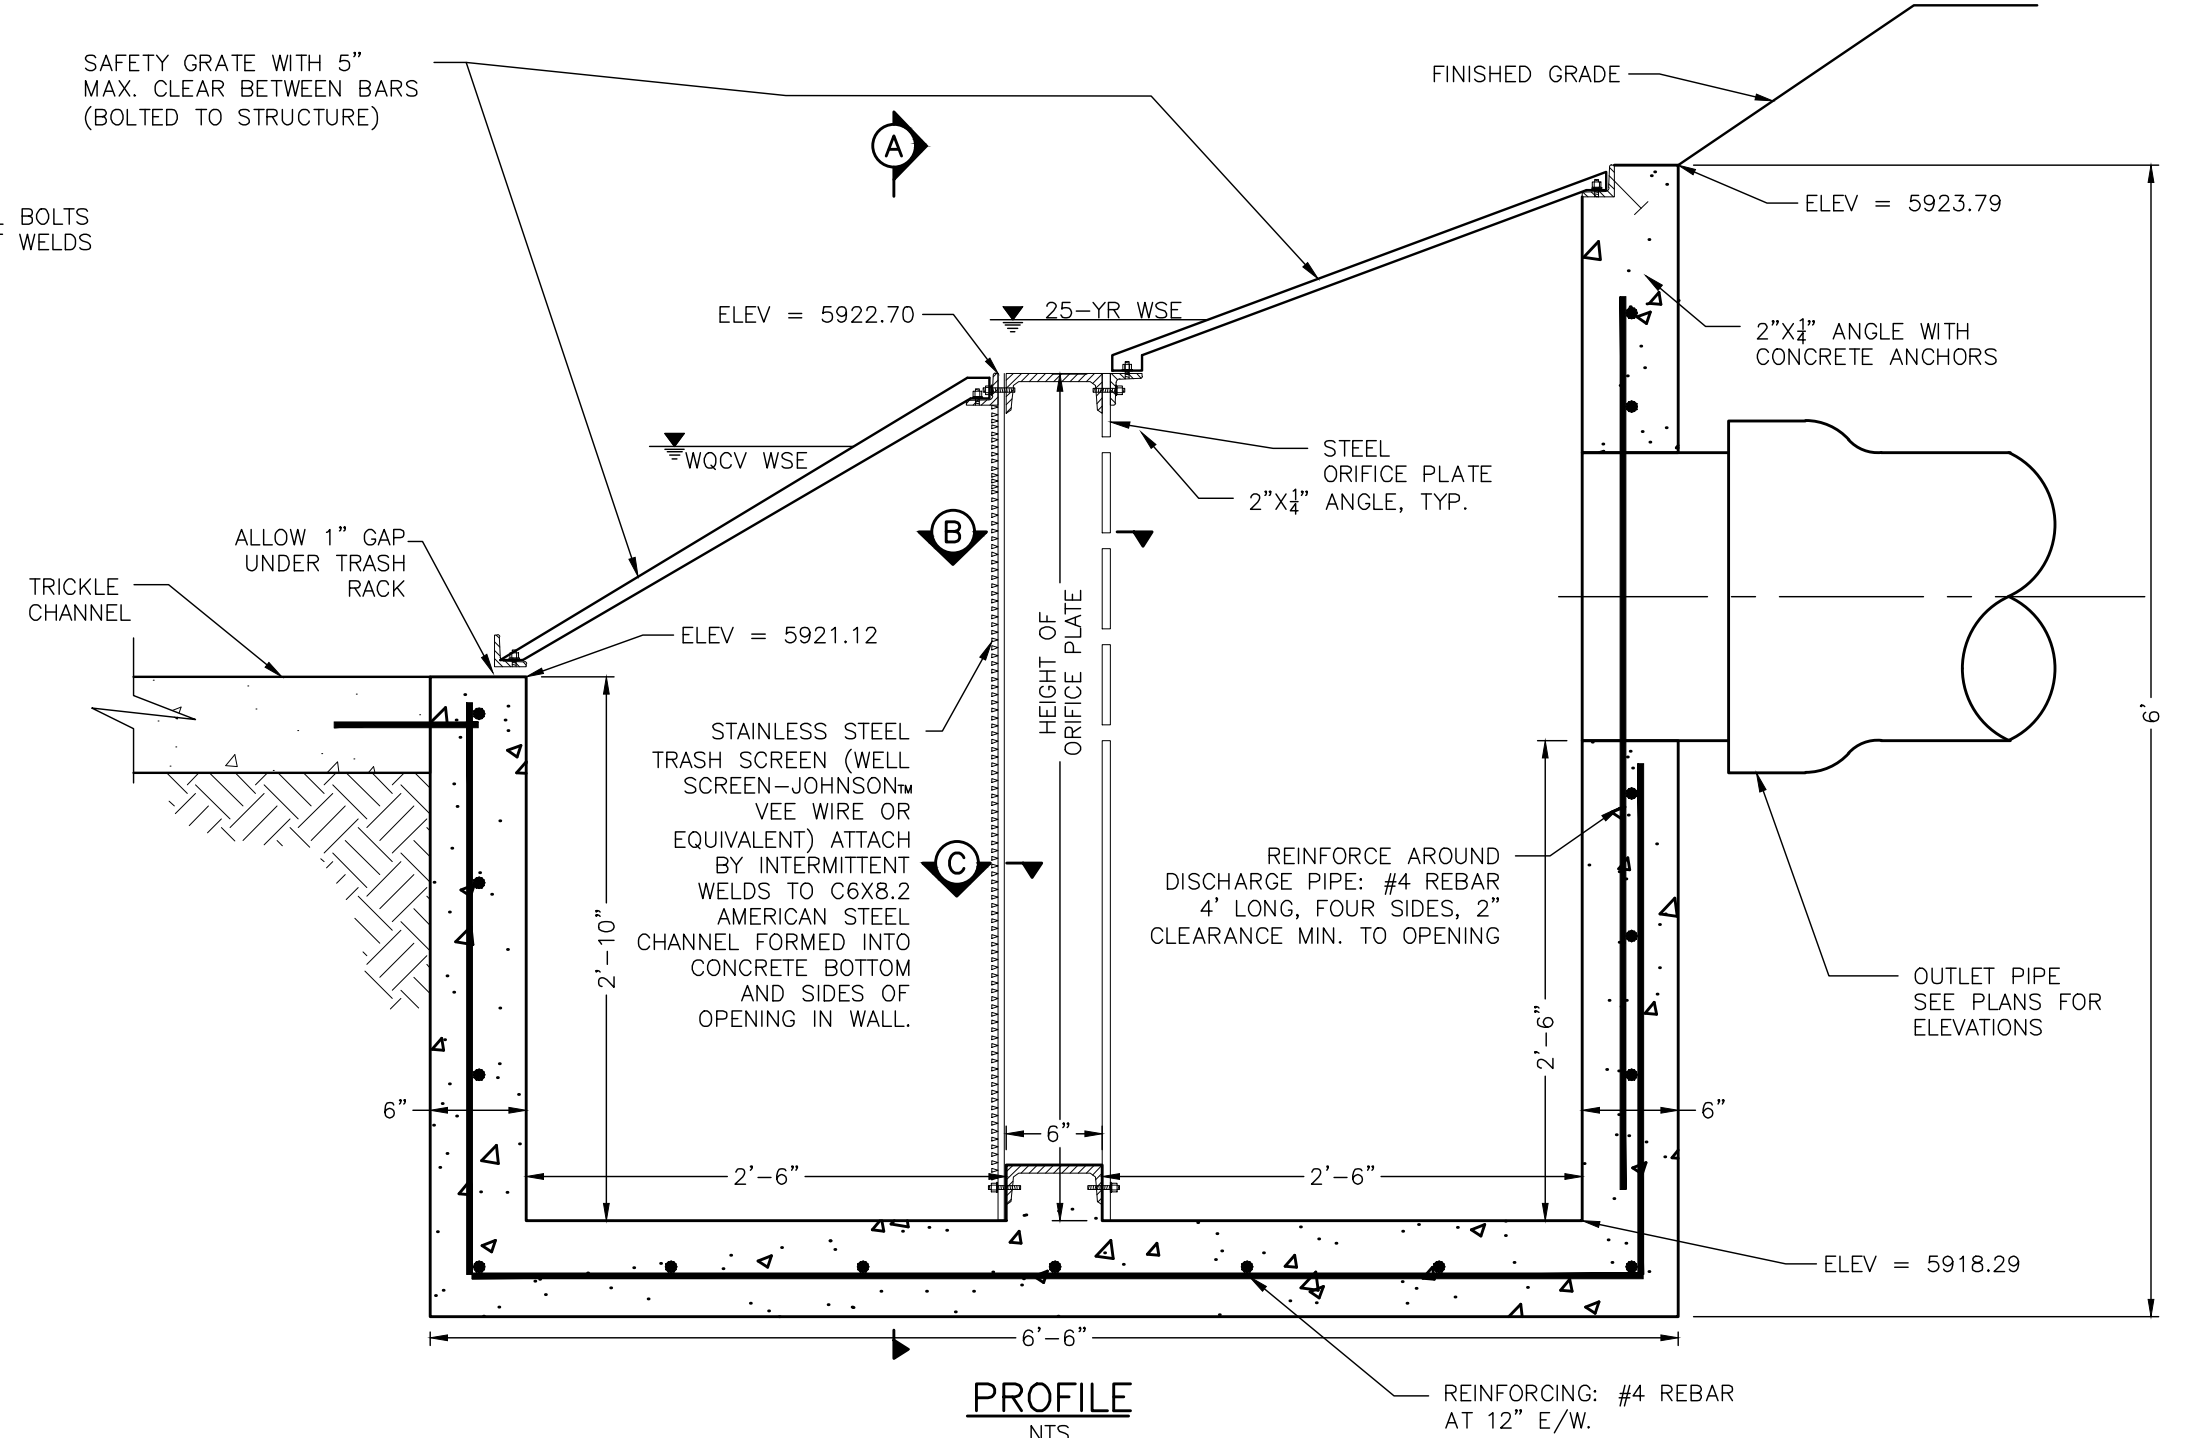 SAFETY GRATE WITH 5”
MAX. CLEAR BETWEEN BARS
(BOLTED TO STRUCTURE)
BOLTS
WELDS
A
FINISHED GRADE
ELEV = 5923.79
ELEV = 5922.70
25-YR WSE
2”X¼” ANGLE WITH
CONCRETE ANCHORS
WQCV WSE
STEEL
ORIFICE PLATE
2”X¼” ANGLE, TYP.
ALLOW 1” GAP
UNDER TRASH
RACK
B
TRICKLE
CHANNEL
ELEV = 5921.12
HEIGHT OF
ORIFICE PLATE
6'
STAINLESS STEEL
TRASH SCREEN (WELL
SCREEN-JOHNSON™
VEE WIRE OR
EQUIVALENT) ATTACH
BY INTERMITTENT
WELDS TO C6X8.2
AMERICAN STEEL
CHANNEL FORMED INTO
CONCRETE BOTTOM
AND SIDES OF
OPENING IN WALL.
C
REINFORCE AROUND
DISCHARGE PIPE: #4 REBAR
4' LONG, FOUR SIDES, 2”
CLEARANCE MIN. TO OPENING
2'-10”
OUTLET PIPE
SEE PLANS FOR
ELEVATIONS
2'-6”
6”
6”
6”
2'-6”
2'-6”
ELEV = 5918.29
6'-6”
PROFILE
NTS
REINFORCING: #4 REBAR
AT 12” E/W.